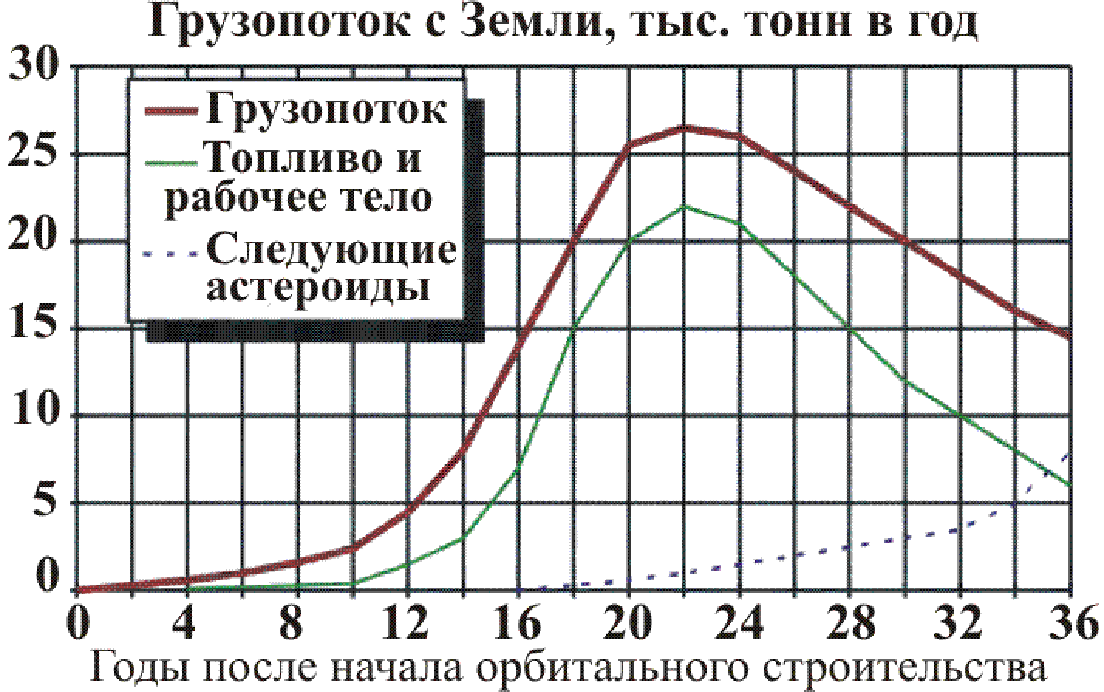 Грузопоток с Земли, тыс. тонн в год
30
25
20
15
10
5
0
Грузопоток
Топливо и
рабочее тело
Следующие
астероиды
0 4 8 12 16 20 24 28 32 36
Годы после начала орбитального строительства